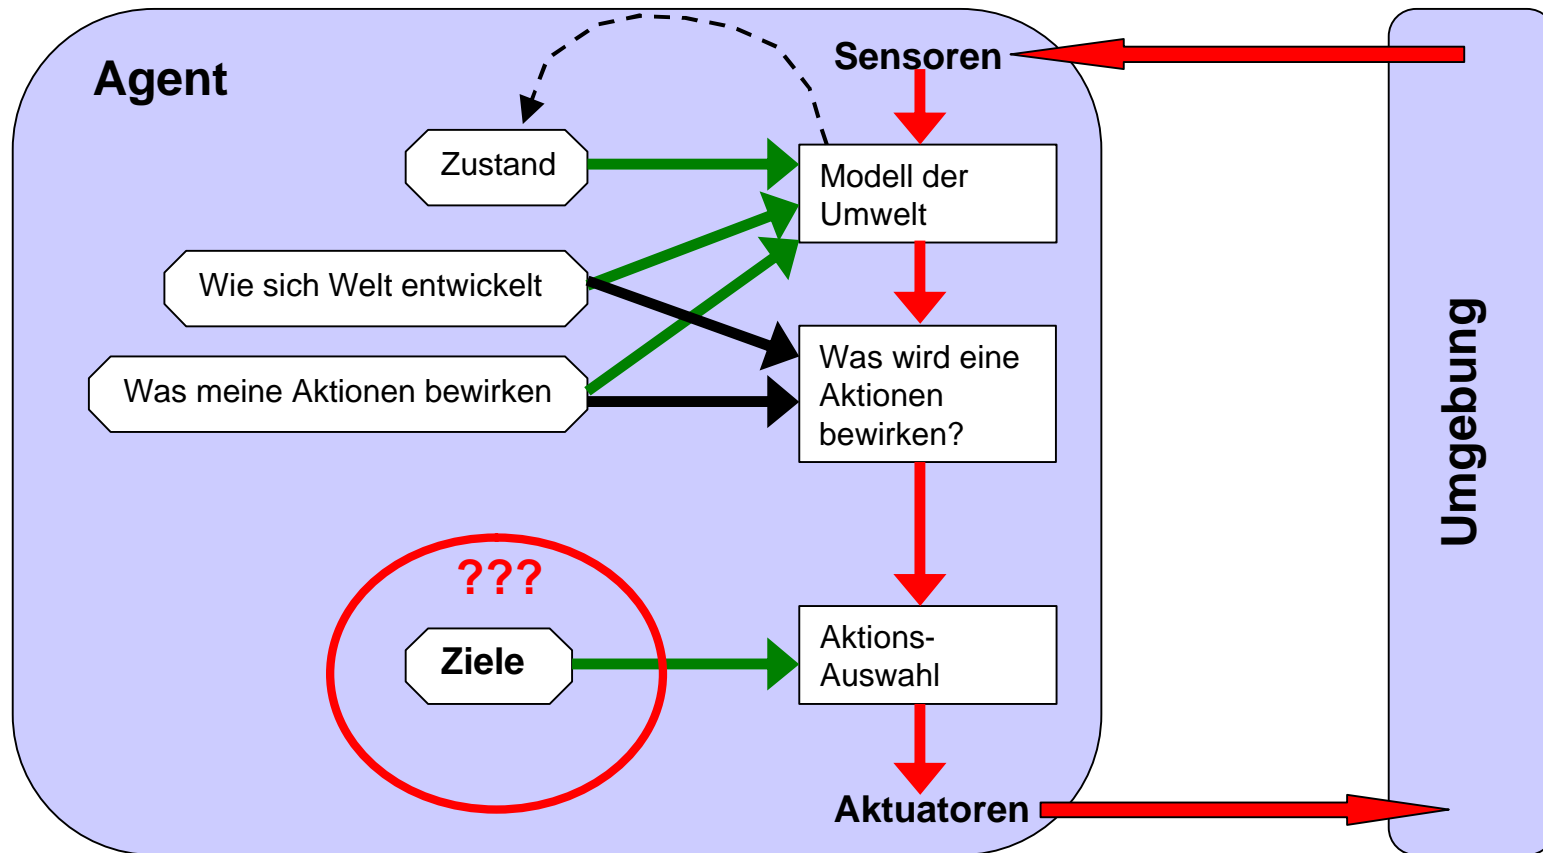 Agent
Sensoren
Zustand
Modell der
Umwelt
Wie sich Welt entwickelt
Was meine Aktionen bewirken
Was wird eine
Aktionen
bewirken?
???
Ziele
Aktions-
Auswahl
Aktuatoren
Umgebung